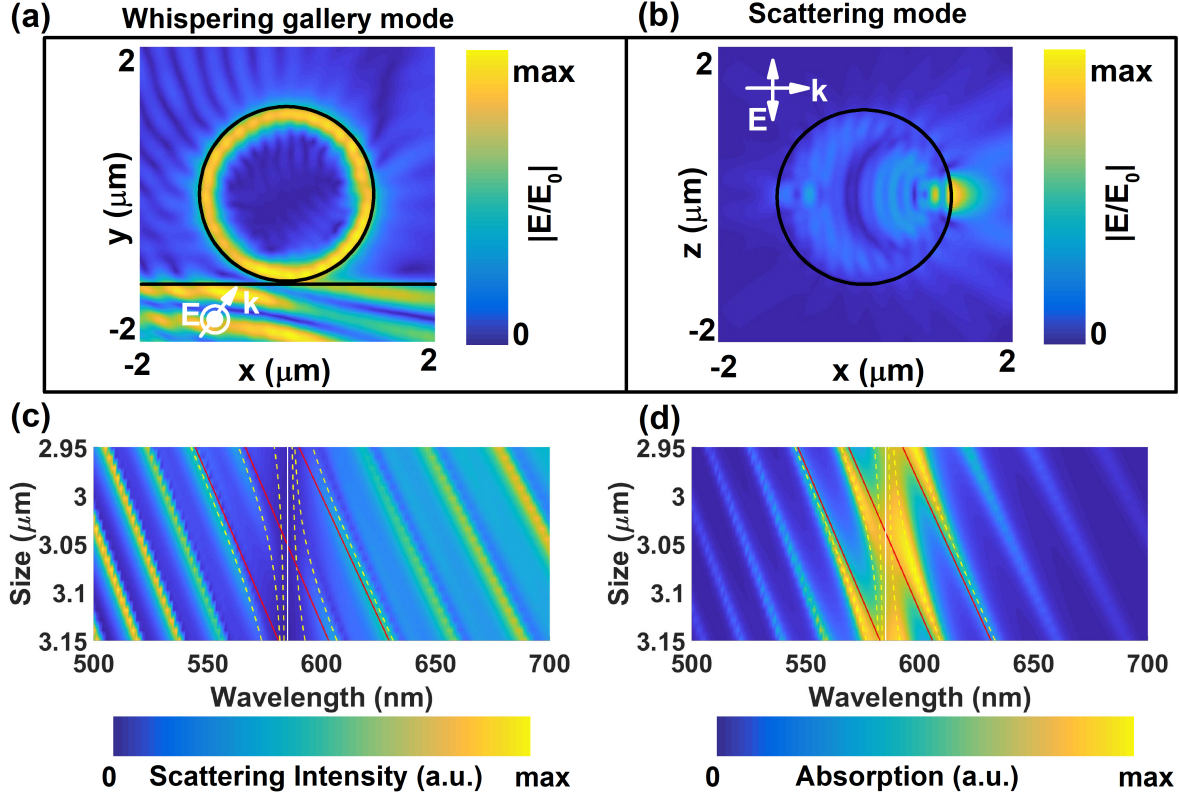 (a) Whispering gallery mode
(b) Scattering mode
2
y (μm)
-2
-2
x (μm)
2
E
k
max
|E/E0|
0
2
z (μm)
-2
-2
x (μm)
2
k
E
max
|E/E0|
0
(c)
Size (μm)
2.95
3
3.05
3.1
3.15
500 550 600 650 700
Wavelength (nm)
0 Scattering Intensity (a.u.) max
(d)
Size (μm)
2.95
3
3.05
3.1
3.15
500 550 600 650 700
Wavelength (nm)
0 Absorption (a.u.) max